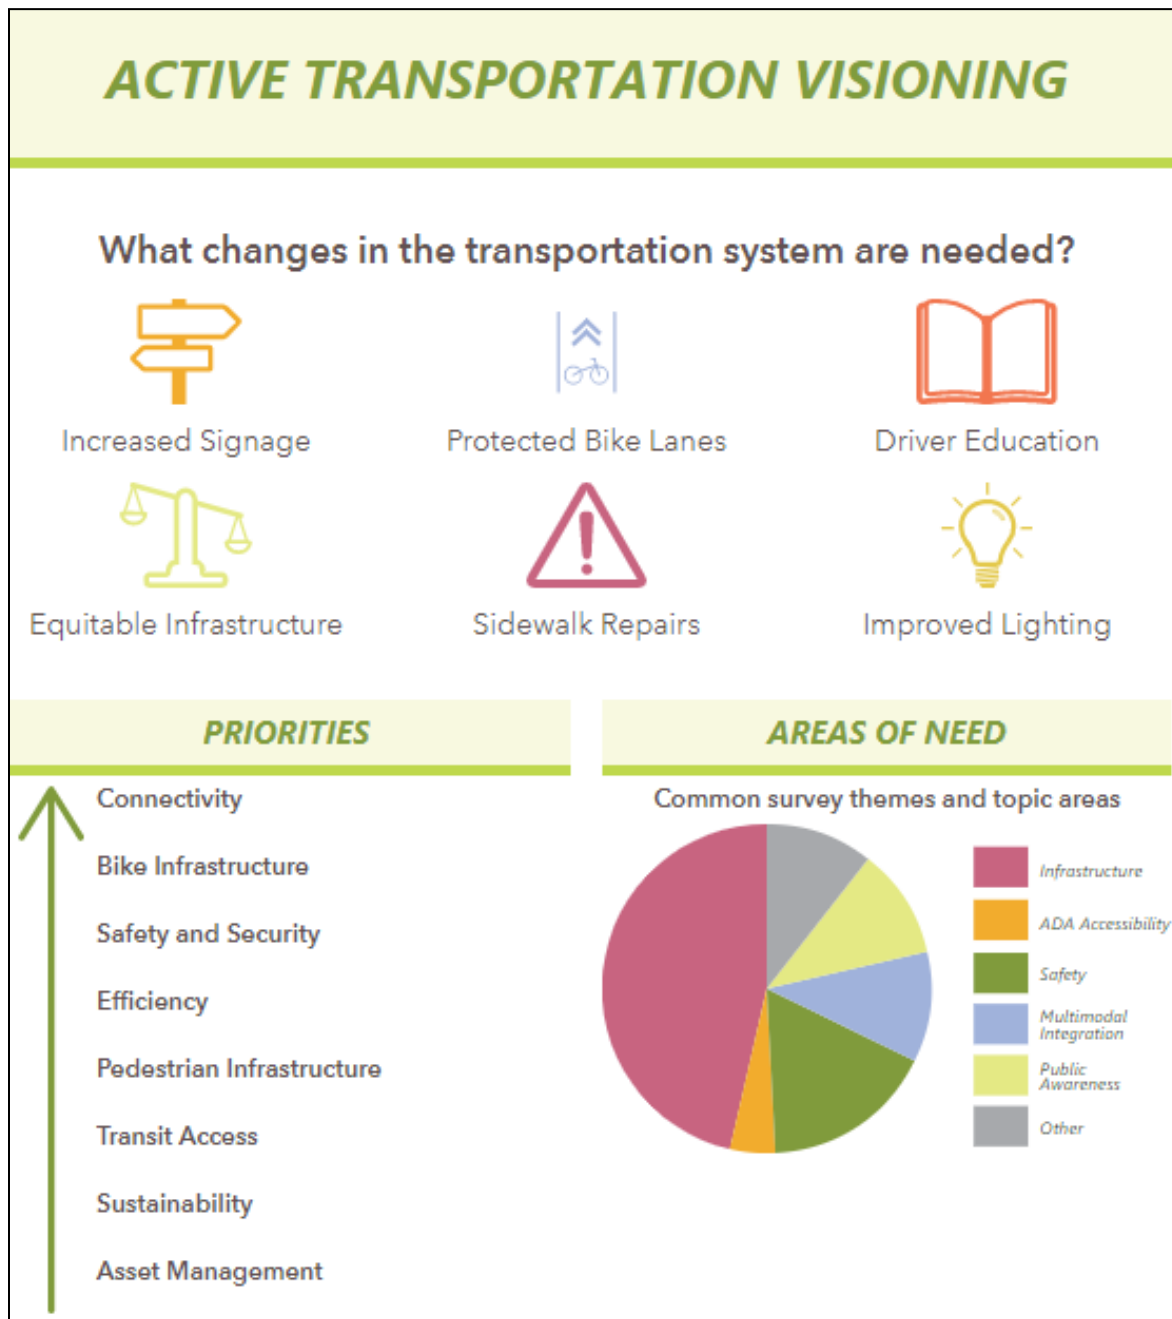 ACTIVE TRANSPORTATION VISIONING
What changes in the transportation system are needed?
Increased Signage
Protected Bike Lanes
Driver Education
Equitable Infrastructure
Sidewalk Repairs
Improved Lighting
PRIORITIES
Connectivity
Bike Infrastructure
Safety and Security
Efficiency
Pedestrian Infrastructure
Transit Access
Sustainability
Asset Management
AREAS OF NEED
Common survey themes and topic areas
Infrastructure
ADA Accessibility
Safety
Multimodal
Integration
Public
Awareness
Other